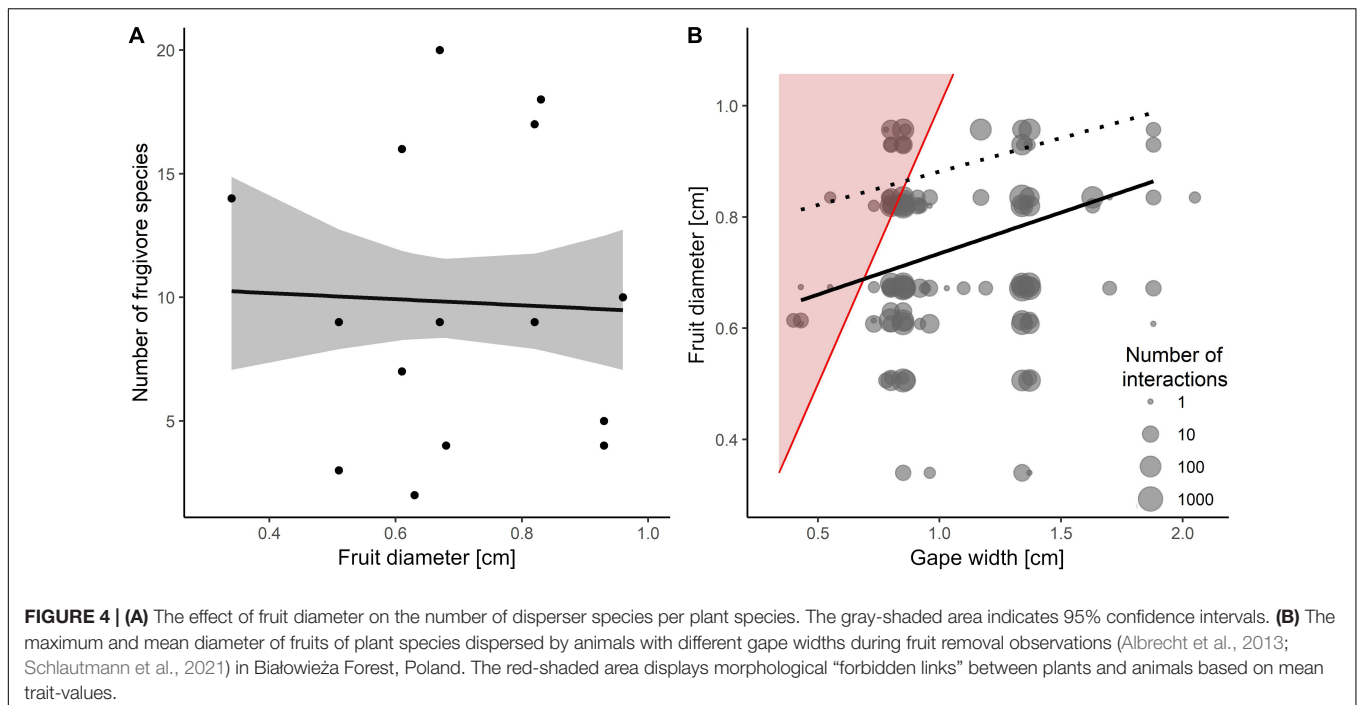 A
B
20
15
10
5
Number of frugivore species
0.4
0.6
0.8
1.0
Fruit diameter [cm]
1.0
0.8
0.6
0.4
Fruit diameter [cm]
0.5
1.0
1.5
2.0
Gape width [cm]
Number of
interactions
1
10
100
1000
FIGURE 4 | (A) The effect of fruit diameter on the number of disperser species per plant species. The gray-shaded area indicates 95% confidence intervals. (B) The
maximum and mean diameter of fruits of plant species dispersed by animals with different gape widths during fruit removal observations (Albrecht et al., 2013;
Schlautmann et al., 2021) in Białowieża Forest, Poland. The red-shaded area displays morphological “forbidden links” between plants and animals based on mean
trait-values.